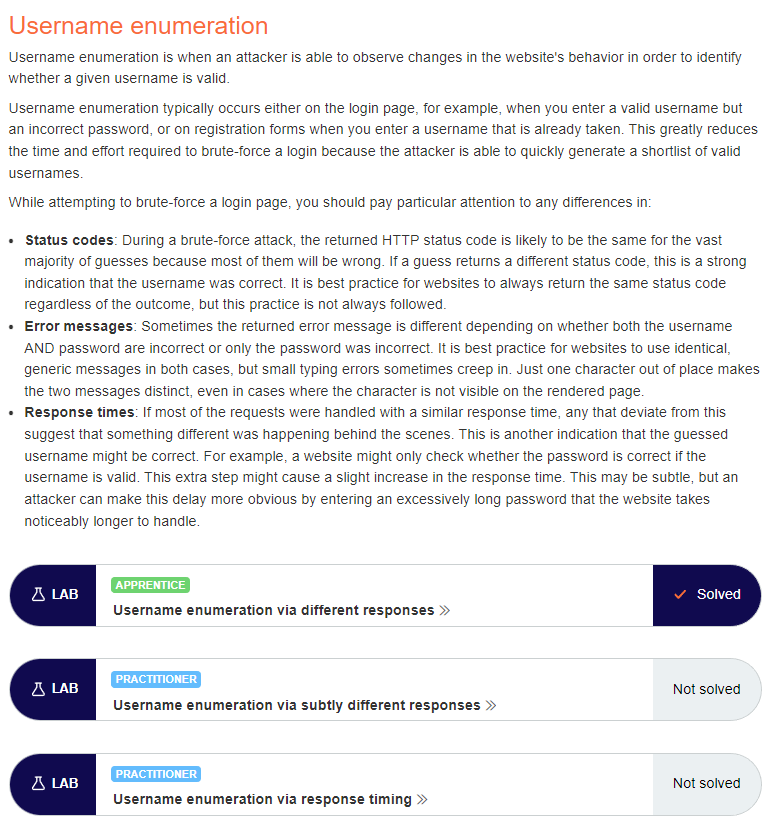 Username enumeration
Username enumeration is when an attacker is able to observe changes in the website's behavior in order to identify
whether a given username is valid.
Username enumeration typically occurs either on the login page, for example, when you enter a valid username but
an incorrect password, or on registration forms when you enter a username that is already taken. This greatly reduces
the time and effort required to brute-force a login because the attacker is able to quickly generate a shortlist of valid
usernames.
While attempting to brute-force a login page, you should pay particular attention to any differences in:
• Status codes: During a brute-force attack, the returned HTTP status code is likely to be the same for the vast
majority of guesses because most of them will be wrong. If a guess returns a different status code, this is a strong
indication that the username was correct. It is best practice for websites to always return the same status code
regardless of the outcome, but this practice is not always followed.
• Error messages: Sometimes the returned error message is different depending on whether both the username
AND password are incorrect or only the password was incorrect. It is best practice for websites to use identical,
generic messages in both cases, but small typing errors sometimes creep in. Just one character out of place makes
the two messages distinct, even in cases where the character is not visible on the rendered page.
• Response times: If most of the requests were handled with a similar response time, any that deviate from this
suggest that something different was happening behind the scenes. This is another indication that the guessed
username might be correct. For example, a website might only check whether the password is correct if the
username is valid. This extra step might cause a slight increase in the response time. This may be subtle, but an
attacker can make this delay more obvious by entering an excessively long password that the website takes
noticeably longer to handle.
APPRENTICE
LAB
Username enumeration via different responses »
Solved
PRACTITIONER
LAB
Username enumeration via subtly different responses »
Not solved
PRACTITIONER
LAB
Username enumeration via response timing »
Not solved